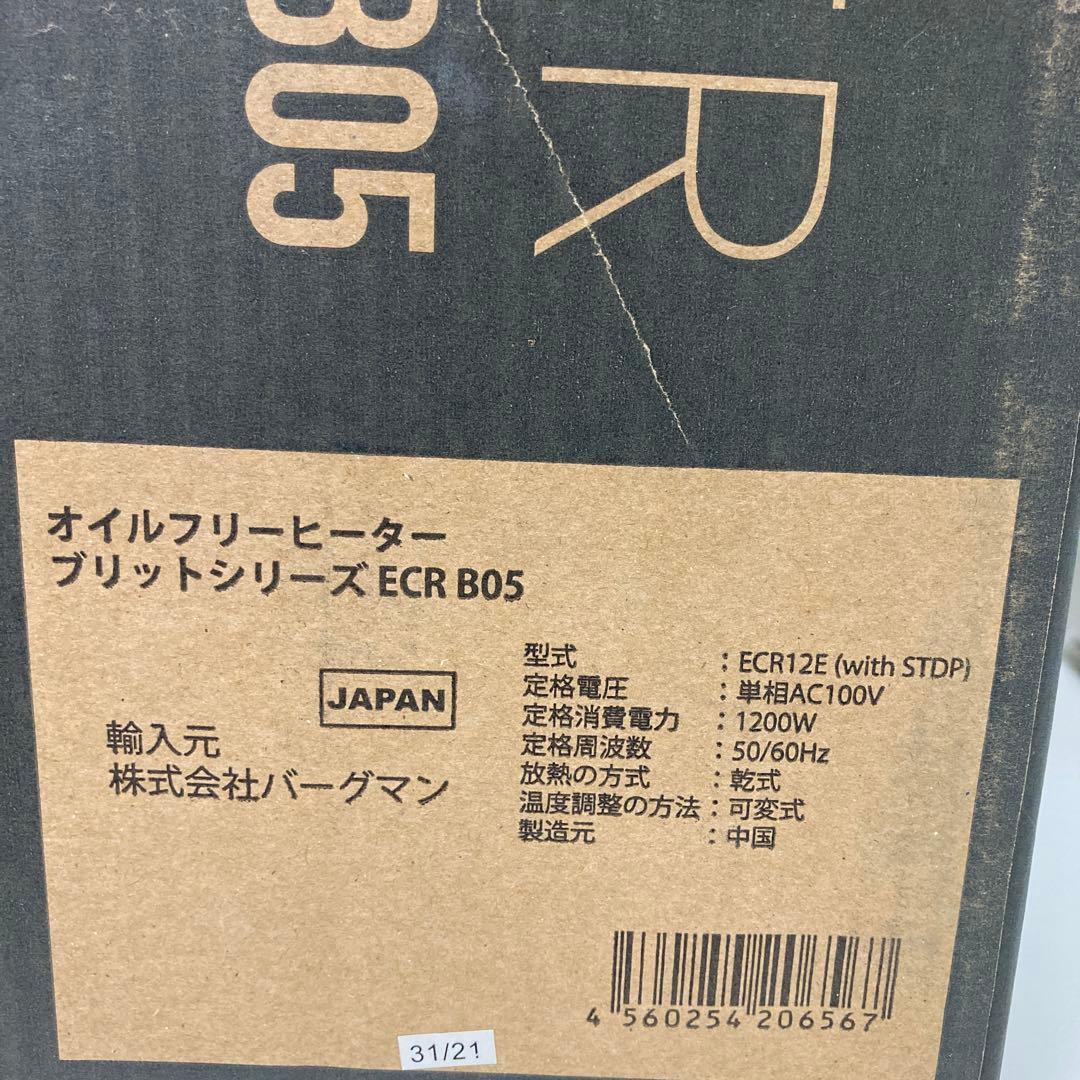 R
B05
オイルフリーヒーター
ブリットシリーズ ECR B05
JAPAN
輸入元
株式会社バーグマン
型式 : ECR12E (with STDP)
定格電圧 : 単相AC100V
定格消費電力 : 1200W
定格周波数 : 50/60Hz
放熱の方式 : 乾式
温度調整の方法 : 可変式
製造元 : 中国
4 560254 206567
31/21